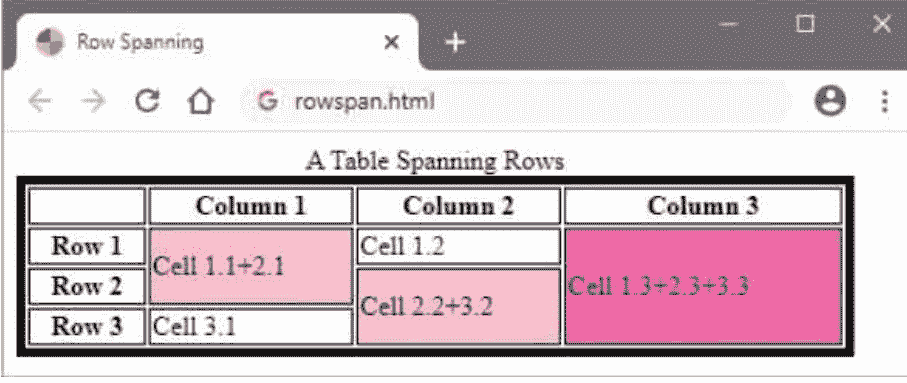 Row Spanning
rowspan.html
A Table Spanning Rows
Column 1 Column 2 Column 3
Row 1 Cell 1.1+2.1 Cell 1.2 Cell 1.3+2.3+3.3
Row 2 Cell 2.2+3.2
Row 3 Cell 3.1